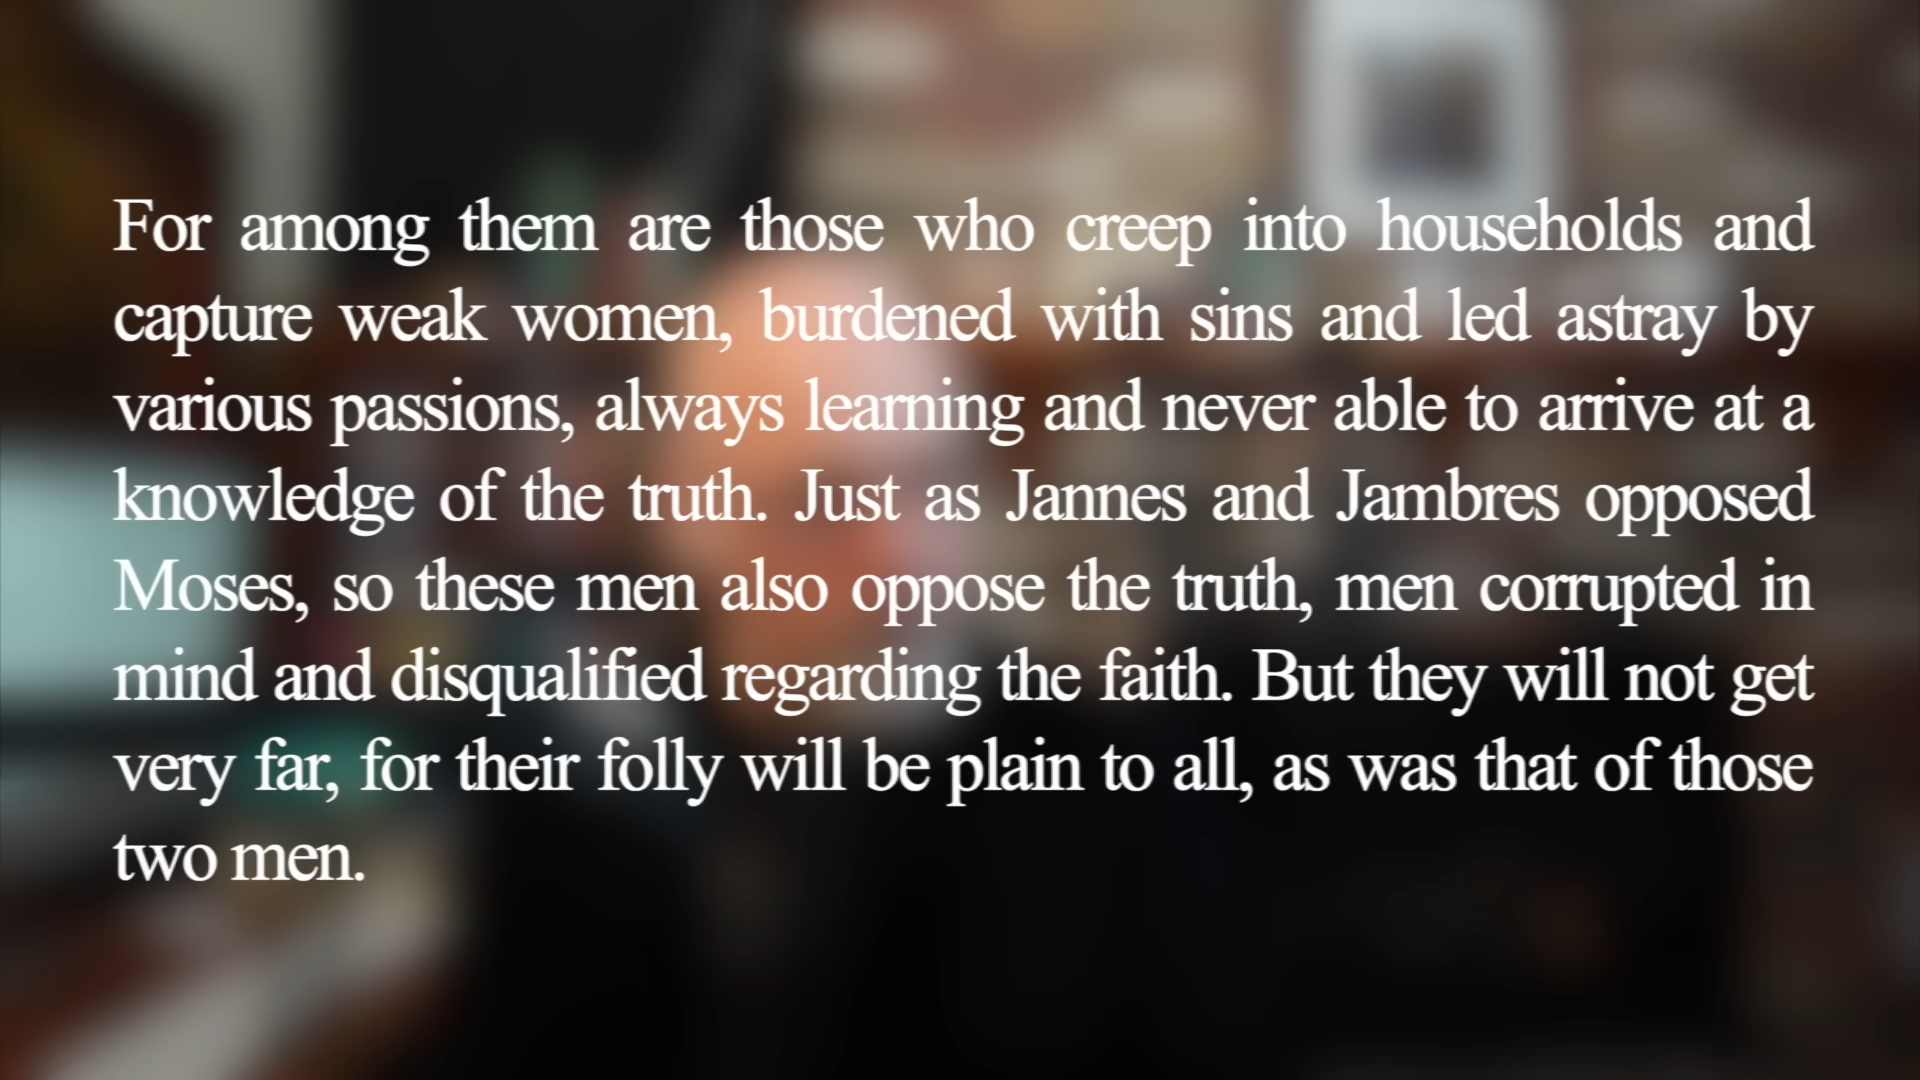 For among them are those who creep into households and
capture weak women, burdened with sins and led astray by
various passions, always learning and never able to arrive at a
knowledge of the truth. Just as Jannes and Jambres opposed
Moses, so these men also oppose the truth, men corrupted in
mind and disqualified regarding the faith. But they will not get
very far, for their folly will be plain to all, as was that of those
two men.